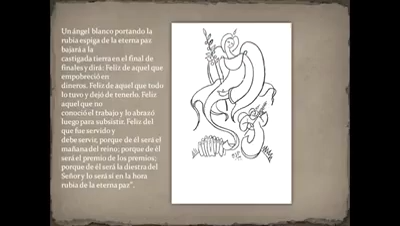 Un ángel blanco portando la
rubia espiga de la eterna paz
bajará a la
castigada tierra en el final de
finales y dirá: Feliz de aquel que
empobreció en
dineros. Feliz de aquel que todo
lo tuvo y dejó de tenerlo. Feliz
aquel que no
conoció el trabajo y lo abrazó
luego para subsistir. Feliz del
que fue servido y
debe servir, porque de él será el
mañana del reino; porque de él
será el premio de los premios;
porque de él será la diestra del
Señor y lo será sí en la hora
rubia de la eterna paz".